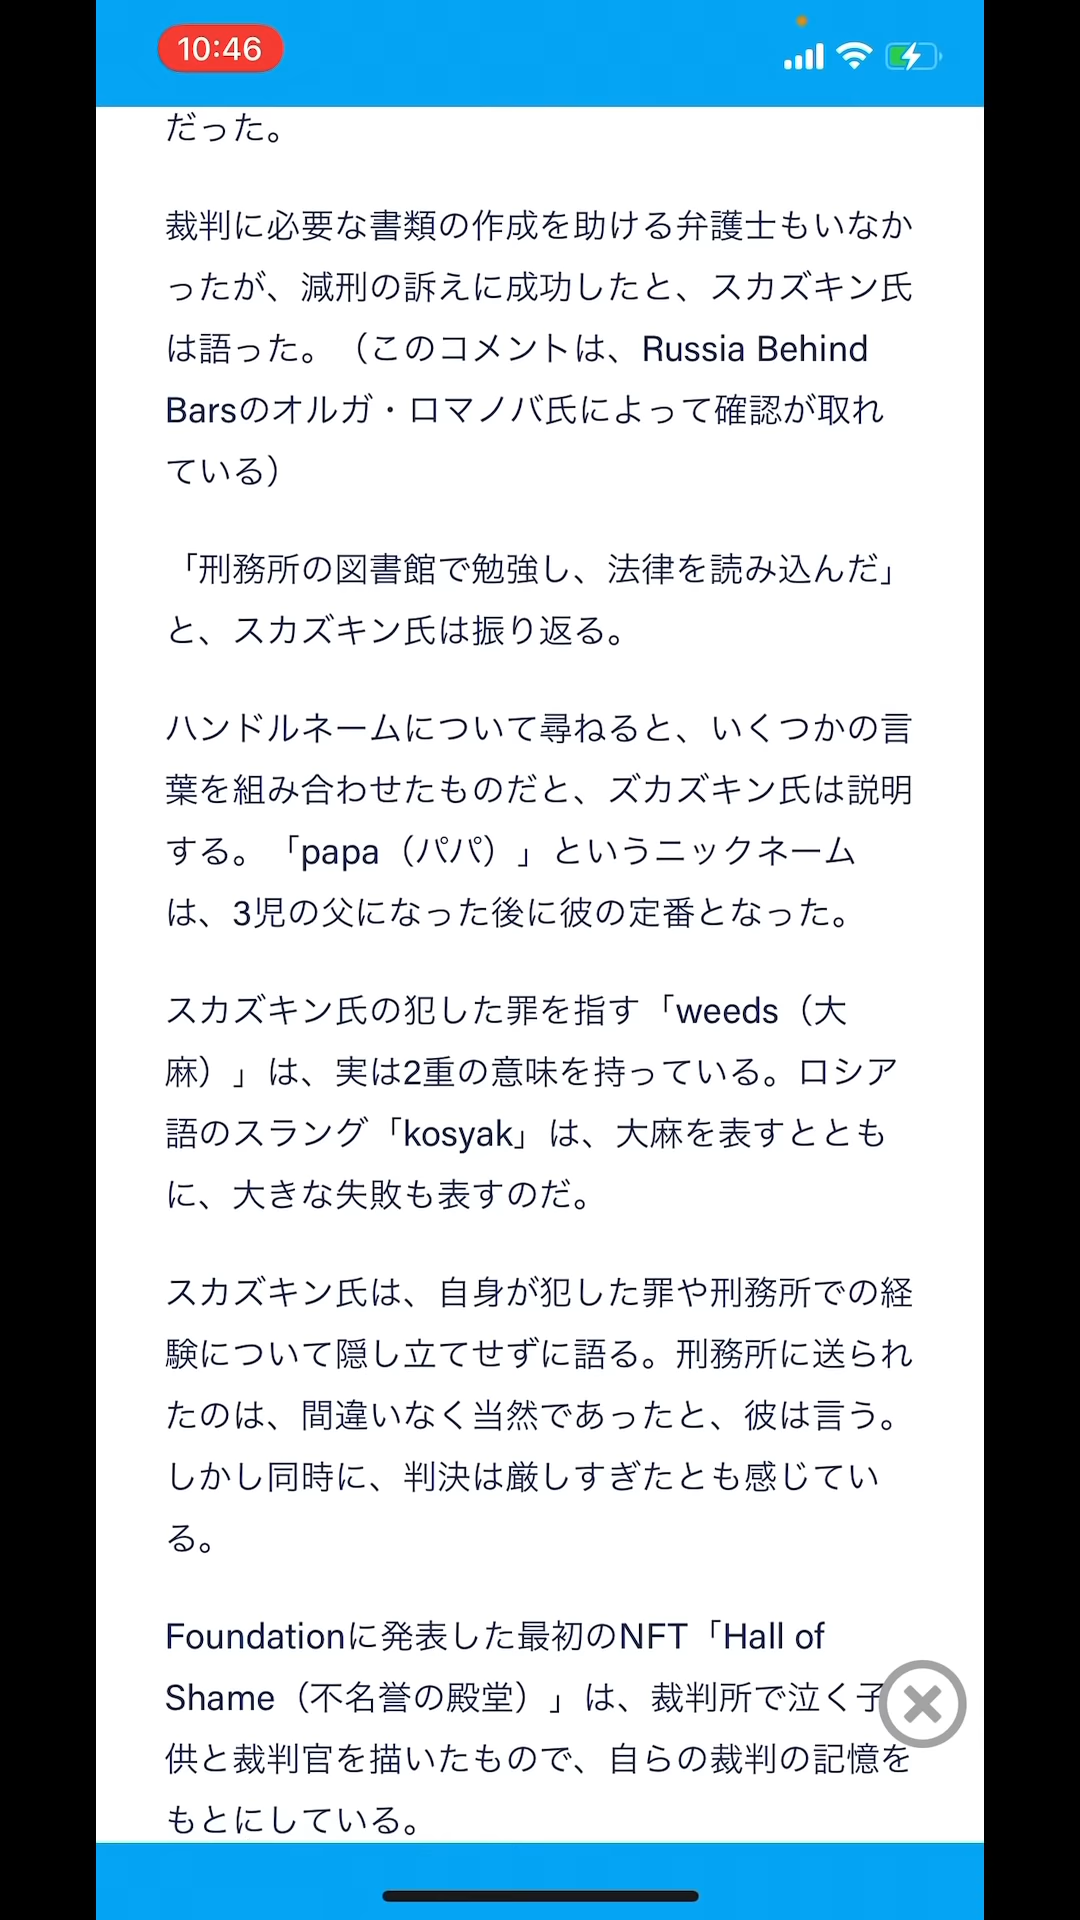 10:46
だった。
裁判に必要な書類の作成を助ける弁護士もいなか
ったが、減刑の訴えに成功したと、スカズキン氏
は語った。（このコメントは、Russia Behind
Barsのオルガ・ロマノバ氏によって確認が取れ
ている）
「刑務所の図書館で勉強し、法律を読み込んだ」
と、スカズキン氏は振り返る。
ハンドルネームについて尋ねると、いくつかの言
葉を組み合わせたものだと、ズカズキン氏は説明
する。「papa（パパ）」というニックネーム
は、3児の父になった後に彼の定番となった。
スカズキン氏の犯した罪を指す「weeds（大
麻）」は、実は2重の意味を持っている。ロシア
語のスラング「kosyak」は、大麻を表すととも
に、大きな失敗も表すのだ。
スカズキン氏は、自身が犯した罪や刑務所での経
験について隠し立てせずに語る。刑務所に送られ
たのは、間違いなく当然であったと、彼は言う。
しかし同時に、判決は厳しすぎたとも感じてい
る。
Foundationに発表した最初のNFT「Hall of
Shame（不名誉の殿堂）」は、裁判所で泣く子
供と裁判官を描いたもので、自らの裁判の記憶を
もとにしている。